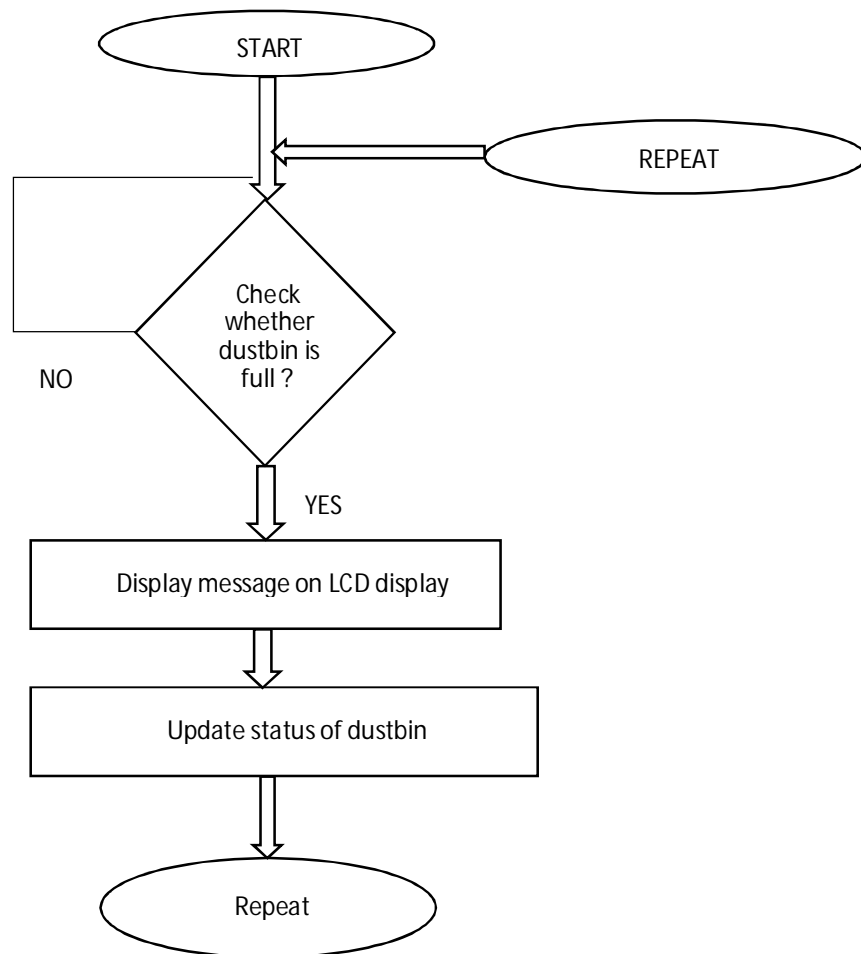 START
REPEAT
Check
whether
dustbin is
full ?
NO
YES
Display message on LCD display
Update status of dustbin
Repeat